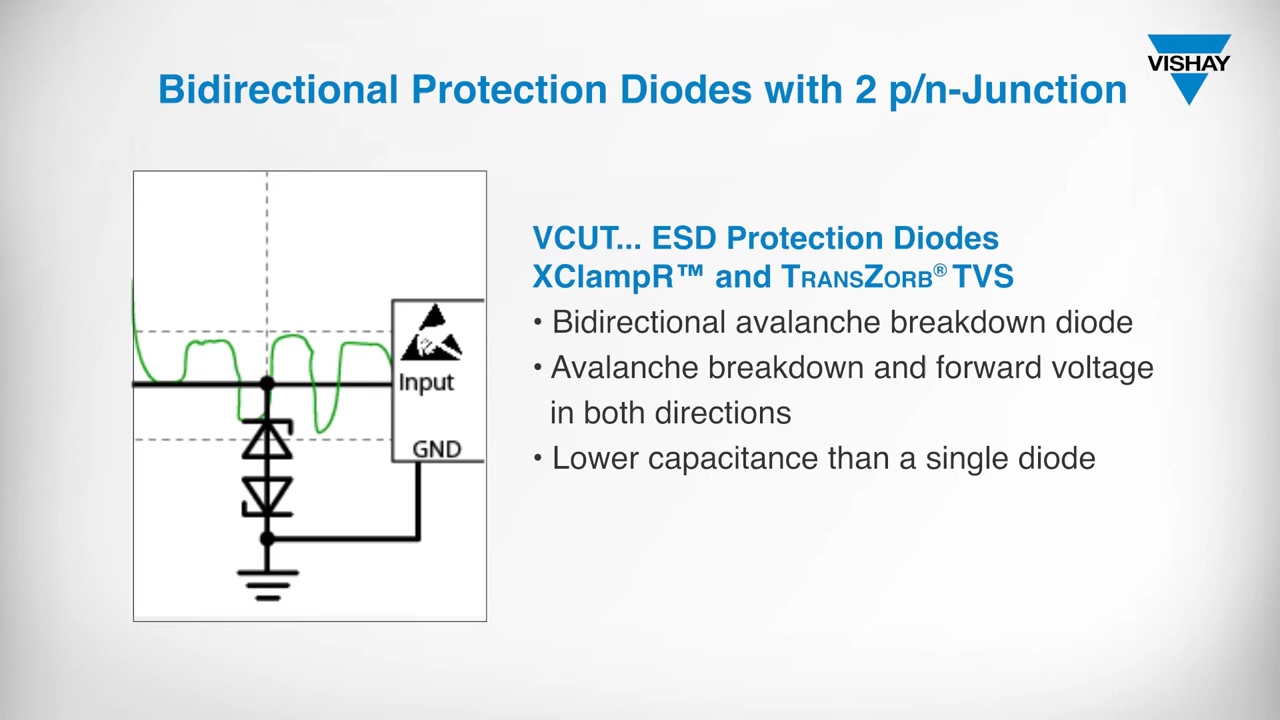 Bidirectional Protection Diodes with 2 p/n-Junction
VISHAY
Input
GND
VCUT... ESD Protection Diodes
XClampR™ and TRANSZORB® TVS
• Bidirectional avalanche breakdown diode
• Avalanche breakdown and forward voltage
in both directions
• Lower capacitance than a single diode